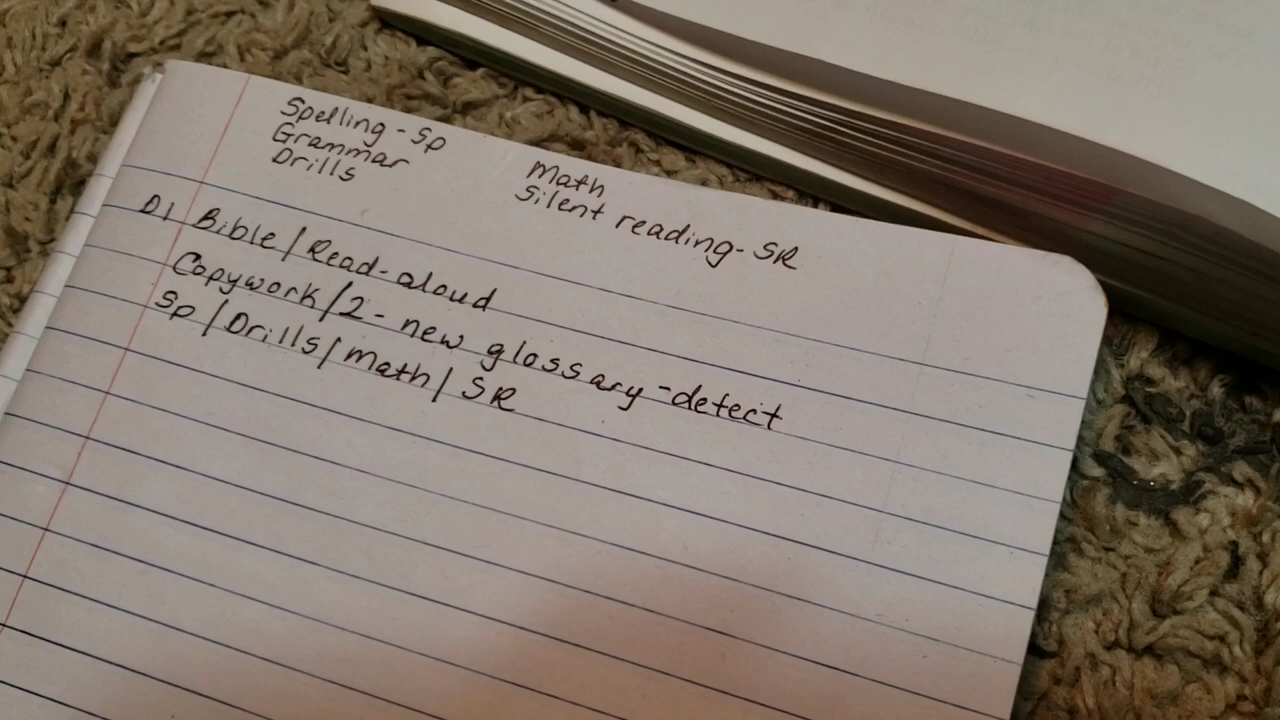 Spelling - Sp
Grammar
Drills
Math
Silent reading - SR
D1 Bible / Read-aloud
Copywork / 2 - new glossary - detect
Sp / Drills / Math / SR